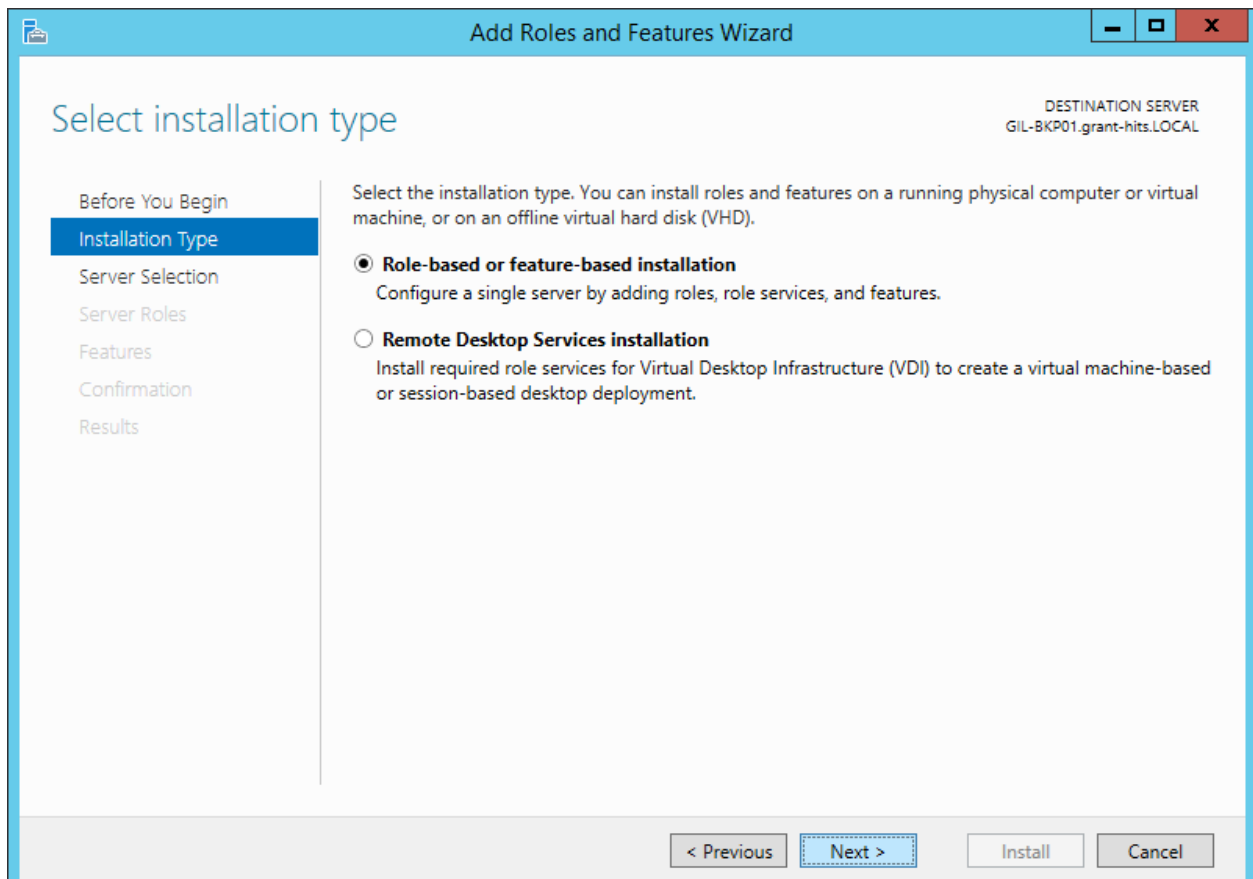 Add Roles and Features Wizard
Select installation type
DESTINATION SERVER
GIL-BKP01.grant-hits.LOCAL
Before You Begin
Installation Type
Server Selection
Server Roles
Features
Confirmation
Results
Select the installation type. You can install roles and features on a running physical computer or virtual
machine, or on an offline virtual hard disk (VHD).
Role-based or feature-based installation
Configure a single server by adding roles, role services, and features.
Remote Desktop Services installation
Install required role services for Virtual Desktop Infrastructure (VDI) to create a virtual machine-based
or session-based desktop deployment.
< Previous
Next >
Install
Cancel